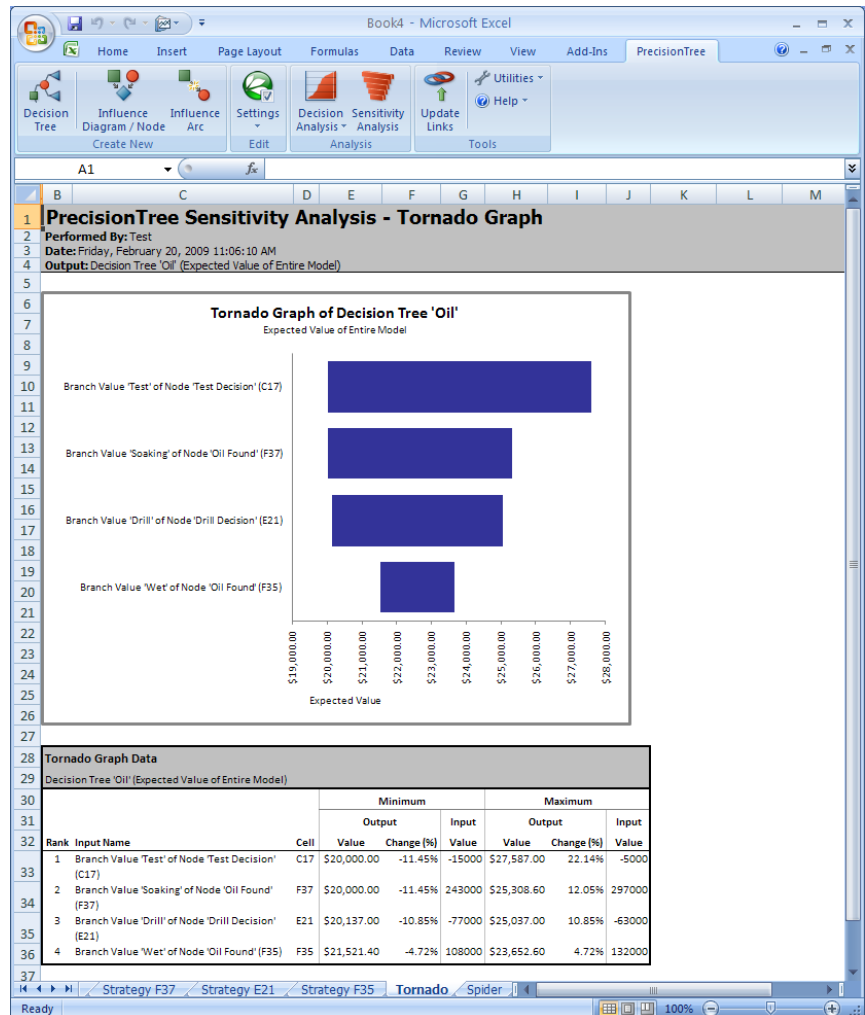 Book4 - Microsoft Excel
Home Insert Page Layout Formulas Data Review View Add-Ins PrecisionTree
Decision Tree
Influence Diagram / Node
Influence Arc
Create New
Settings
Edit
Decision Analysis
Sensitivity Analysis
Analysis
Update Links
Utilities
Help
Tools
A1 fx
B C D E F G H I J K L M
1 PrecisionTree Sensitivity Analysis - Tornado Graph
2 Performed By: Test
3 Date: Friday, February 20, 2009 11:06:10 AM
4 Output: Decision Tree 'Oil' (Expected Value of Entire Model)
5
6
7
8
9
10
11
12
13
14
15
16
17
18
19
20
21
22
23
24
25
26
27
Tornado Graph of Decision Tree 'Oil'
Expected Value of Entire Model
Branch Value 'Test' of Node 'Test Decision' (C17)
Branch Value 'Soaking' of Node 'Oil Found' (F37)
Branch Value 'Drill' of Node 'Drill Decision' (E21)
Branch Value 'Wet' of Node 'Oil Found' (F35)
$19,000.00 $20,000.00 $21,000.00 $22,000.00 $23,000.00 $24,000.00 $25,000.00 $26,000.00 $27,000.00 $28,000.00
Expected Value
28 Tornado Graph Data
29 Decision Tree 'Oil' (Expected Value of Entire Model)
30 Minimum Maximum
31 Output Input Output Input
32 Rank Input Name Cell Value Change (%) Value Value Change (%) Value
1 Branch Value 'Test' of Node 'Test Decision' C17 $20,000.00 -11.45% -15000 $27,587.00 22.14% -5000
33 (C17)
2 Branch Value 'Soaking' of Node 'Oil Found' F37 $20,000.00 -11.45% 243000 $25,308.60 12.05% 297000
34 (F37)
3 Branch Value 'Drill' of Node 'Drill Decision' E21 $20,137.00 -10.85% -77000 $25,037.00 10.85% -63000
35 (E21)
36 4 Branch Value 'Wet' of Node 'Oil Found' (F35) F35 $21,521.40 -4.72% 108000 $23,652.60 4.72% 132000
37
Strategy F37 Strategy E21 Strategy F35 Tornado Spider
Ready 100%